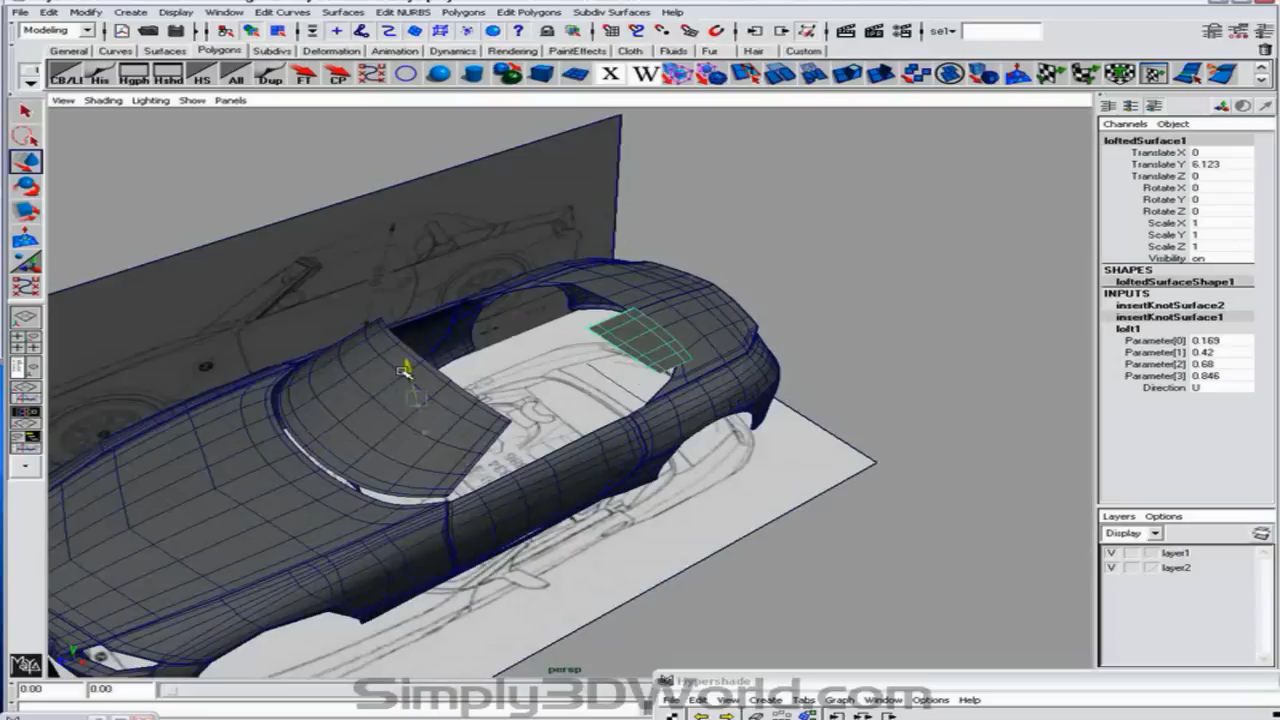 File Edit Modify Create Display Window Edit Curves Surfaces Edit NURBS Polygons Edit Polygons Subdiv Surfaces Help
Modeling
sel
General Curves Surfaces Polygons Subdivs Deformation Animation Dynamics Rendering PaintEffects Cloth Fluids Fur Hair Custom
CB/LI His Hgph Hshd HS All Dup FT CP X W
View Shading Lighting Show Panels
Channels Object
loftedSurface1
Translate X 0
Translate Y 6.123
Translate Z 0
Rotate X 0
Rotate Y 0
Rotate Z 0
Scale X 1
Scale Y 1
Scale Z 1
Visibility on
SHAPES
loftedSurfaceShape1
INPUTS
insertKnotSurface2
insertKnotSurface1
loft1
Parameter[0] 0.169
Parameter[1] 0.42
Parameter[2] 0.68
Parameter[3] 0.846
Direction U
Layers Options
Display
V layer1
V layer2
persp
Maya
0.00 0.00
Simply3DWorld.com
Hypershade
File Edit View Create Tabs Graph Window Options Help